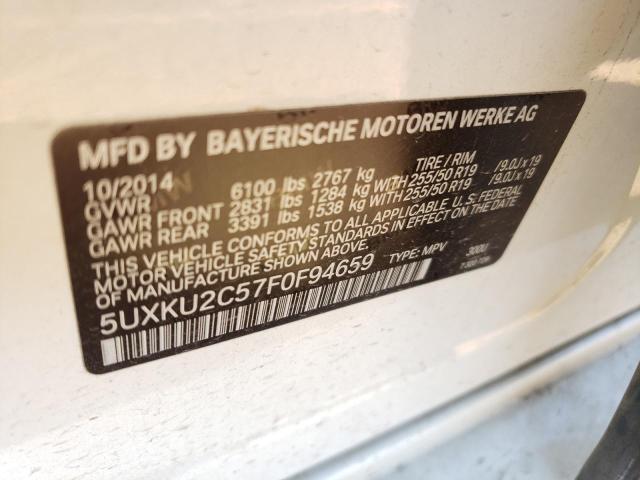 MFD BY BAYERISCHE MOTOREN WERKE AG
10/2014 TIRE / RIM
GVWR 6100 lbs 2767 kg
GAWR FRONT 2831 lbs 1284 kg WITH 255/50 R19 /9.0J x 19
GAWR REAR 3391 lbs 1538 kg WITH 255/50 R19 /9.0J x 19
THIS VEHICLE CONFORMS TO ALL APPLICABLE U.S. FEDERAL
MOTOR VEHICLE SAFETY STANDARDS IN EFFECT ON THE DATE
OF MANUFACTURE SHOWN ABOVE.
5UXKU2C57F0F94659 TYPE: MPV 300U